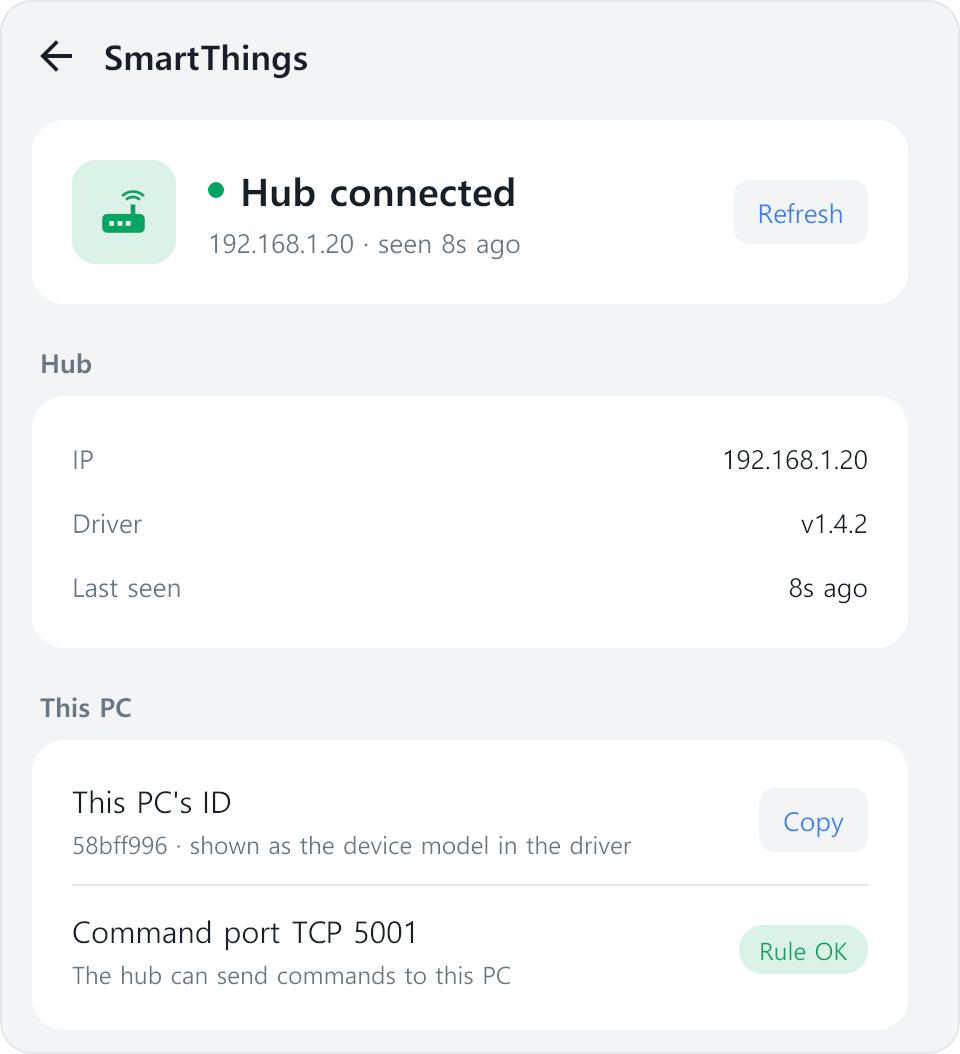 SmartThings
Hub connected
192.168.1.20 · seen 8s ago
Refresh
Hub
IP
192.168.1.20
Driver
v1.4.2
Last seen
8s ago
This PC
This PC's ID
58bff996 · shown as the device model in the driver
Copy
Command port TCP 5001
The hub can send commands to this PC
Rule OK